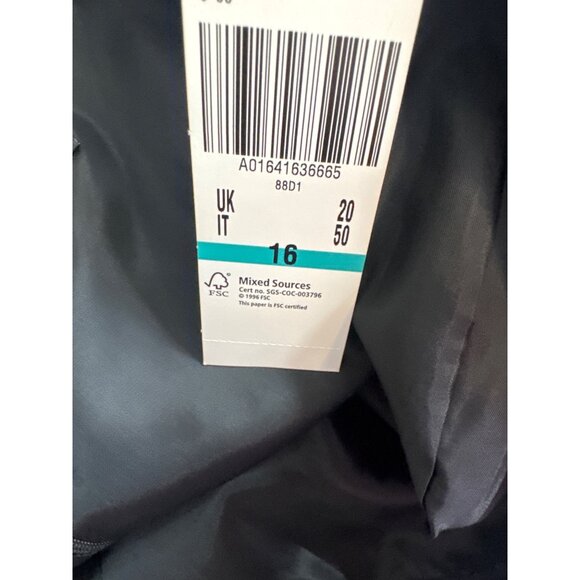 A01641636665
88D1
UK 20
IT 50
16
FSC
Mixed Sources
Cert no. SGS-COC-003796
© 1996 FSC
This paper is FSC certified